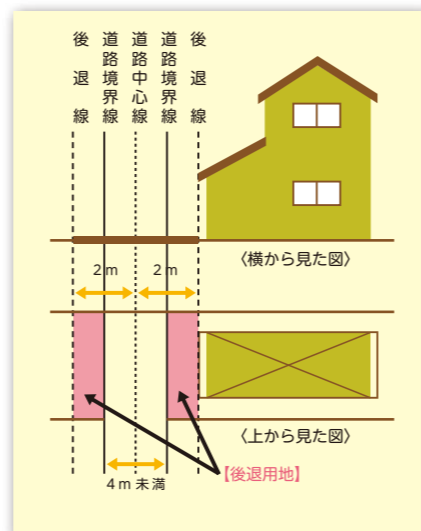 後退線
道路境界線
道路中心線
道路境界線
後退線
〈横から見た図〉
2m
2m
〈上から見た図〉
【後退用地】
4m未満